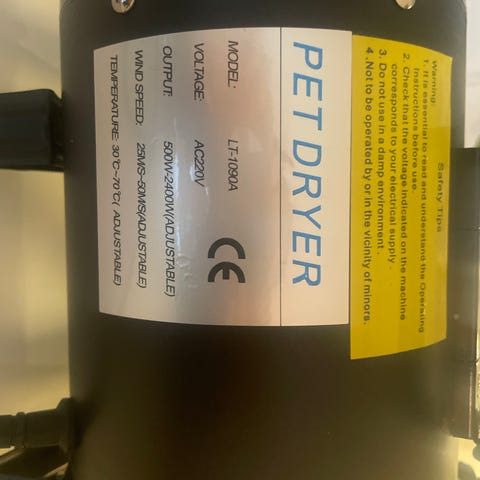 PET DRYER
MODEL: LT-1090A
VOLTAGE: AC220V
OUTPUT: 500W-2400W(ADJUSTABLE)
WIND SPEED: 25M/S-50M/S(ADJUSTABLE)
TEMPERATURE: 30℃~70℃( ADJUSTABLE)
CE
Safety Tips
Warning:
1. It is essential to read and understand the Operating
Instructions before use.
2. Check that the voltage indicated on the machine
corresponds to your electrical supply .
3. Do not use in a damp environment .
4 .Not to be operated by or in the vicinity of minors.